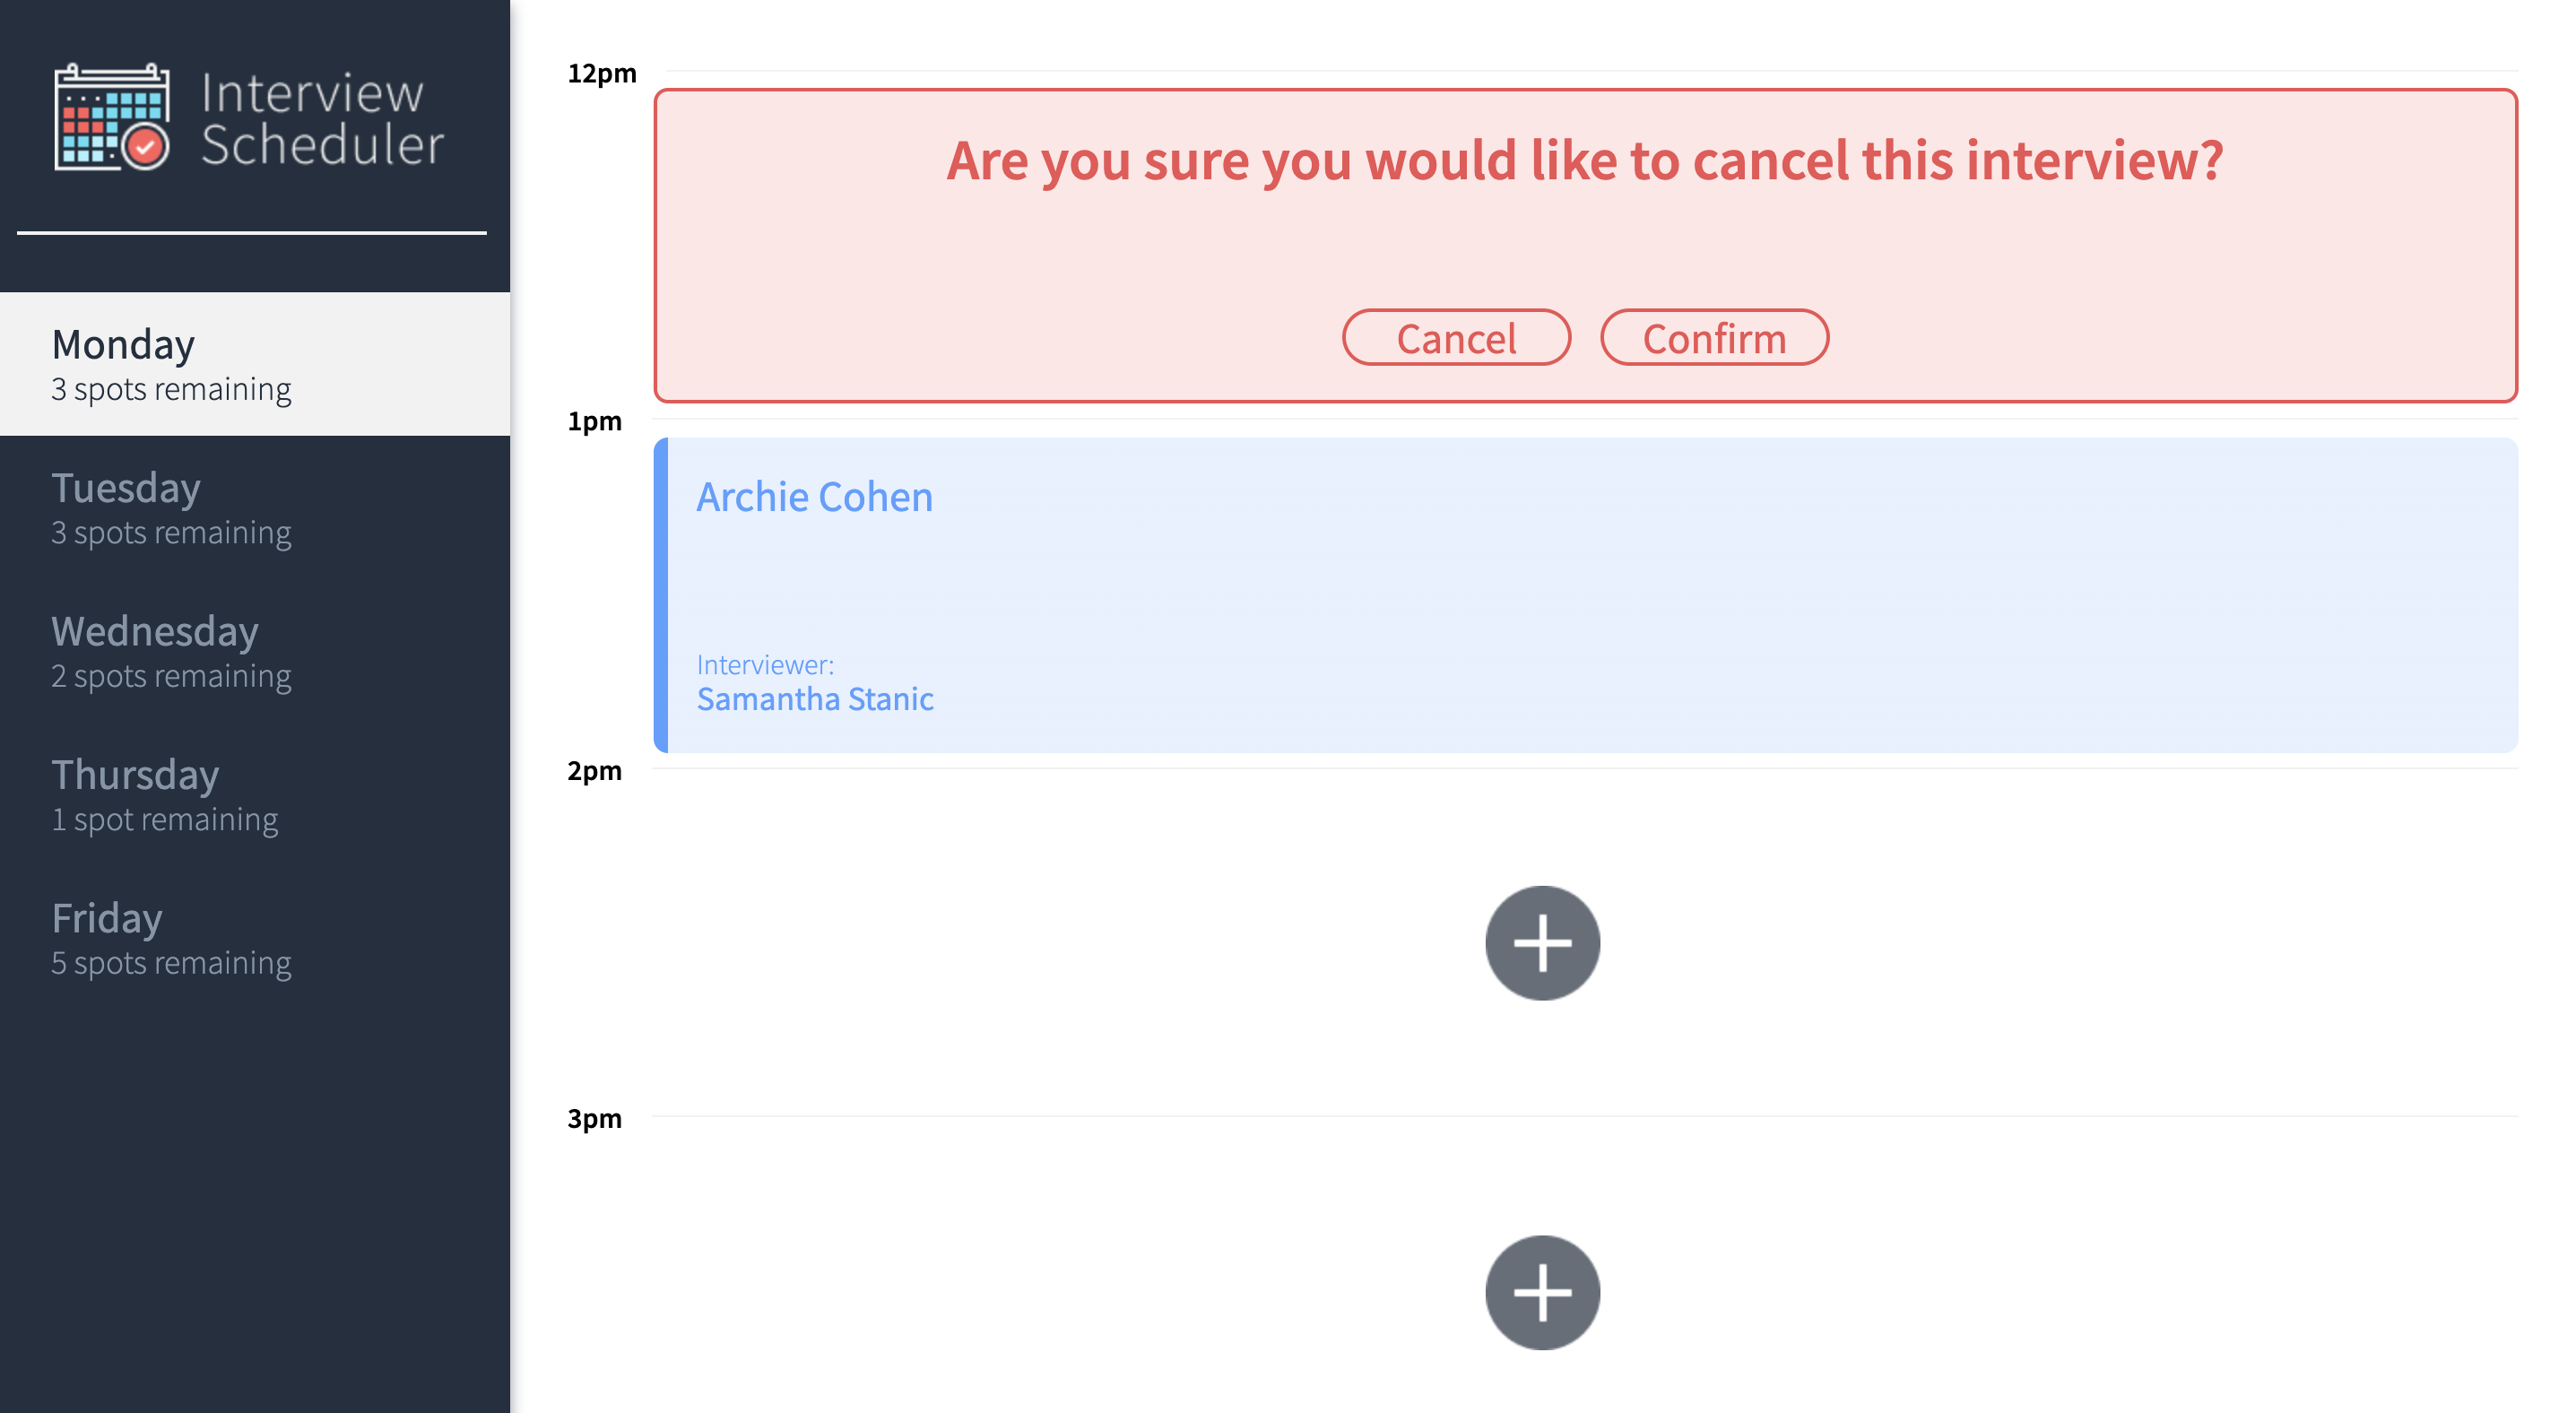 Interview
Scheduler
Monday
3 spots remaining
Tuesday
3 spots remaining
Wednesday
2 spots remaining
Thursday
1 spot remaining
Friday
5 spots remaining
12pm
Are you sure you would like to cancel this interview?
Cancel
Confirm
1pm
Archie Cohen
Interviewer:
Samantha Stanic
2pm
3pm